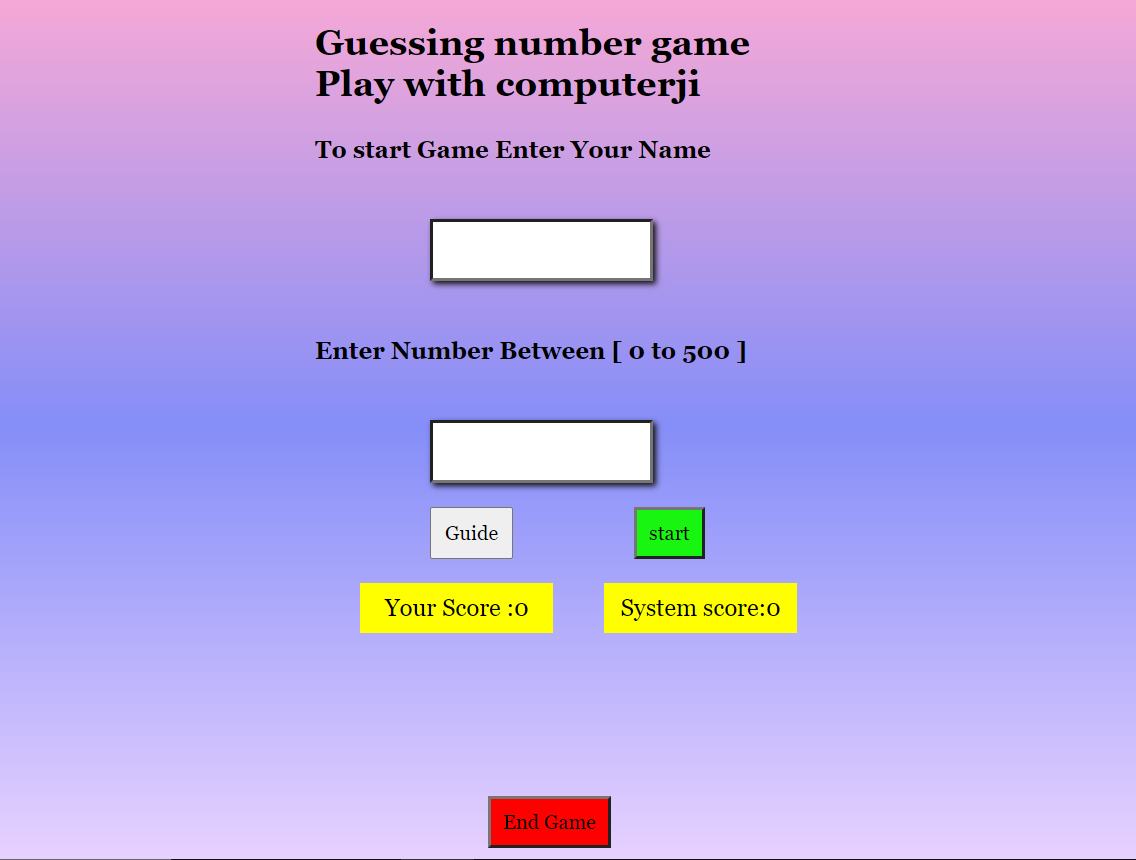 Guessing number game
Play with computerji
To start Game Enter Your Name
Enter Number Between [ 0 to 500 ]
Guide
start
Your Score :0
System score:0
End Game